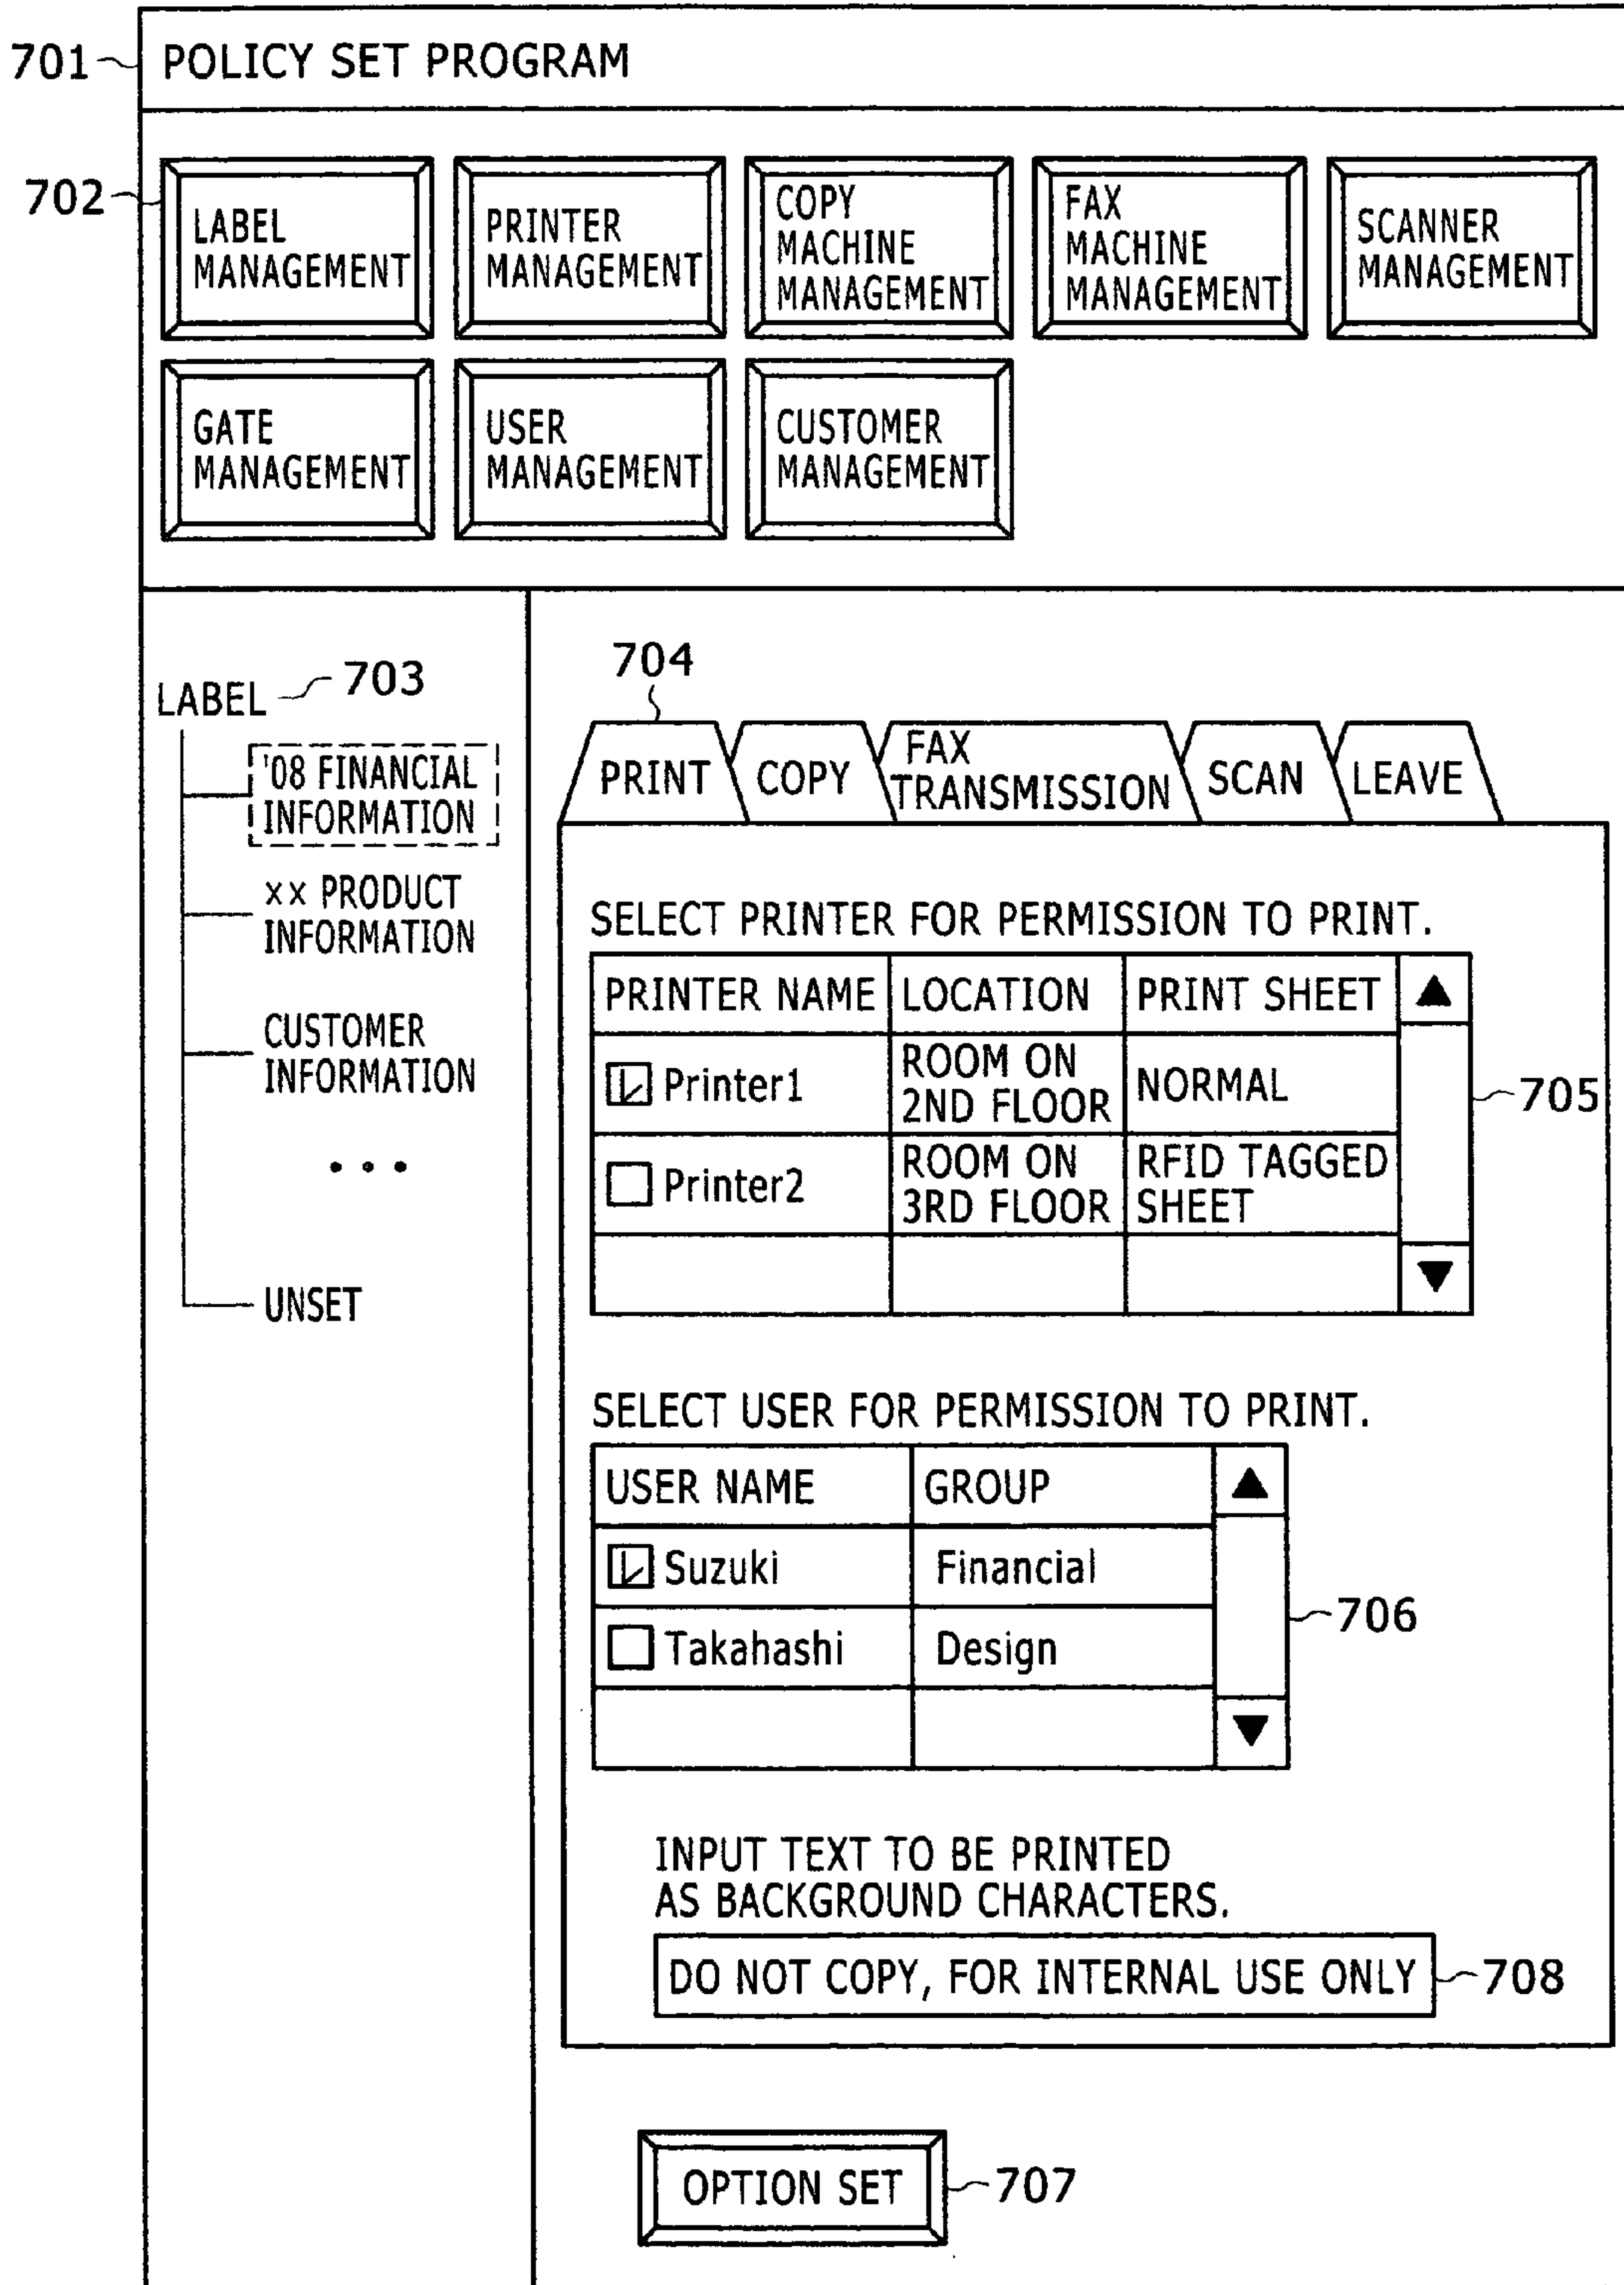 701
POLICY SET PROGRAM
702
LABEL
MANAGEMENT
PRINTER
MANAGEMENT
COPY
MACHINE
MANAGEMENT
FAX
MACHINE
MANAGEMENT
SCANNER
MANAGEMENT
GATE
MANAGEMENT
USER
MANAGEMENT
CUSTOMER
MANAGEMENT
LABEL
703
'08 FINANCIAL
INFORMATION
×× PRODUCT
INFORMATION
CUSTOMER
INFORMATION
• • •
UNSET
704
PRINT
COPY
FAX
TRANSMISSION
SCAN
LEAVE
SELECT PRINTER FOR PERMISSION TO PRINT.
PRINTER NAME
LOCATION
PRINT SHEET
Printer1
ROOM ON
2ND FLOOR
NORMAL
705
Printer2
ROOM ON
3RD FLOOR
RFID TAGGED
SHEET
SELECT USER FOR PERMISSION TO PRINT.
USER NAME
GROUP
Suzuki
Financial
706
Takahashi
Design
INPUT TEXT TO BE PRINTED
AS BACKGROUND CHARACTERS.
DO NOT COPY, FOR INTERNAL USE ONLY
708
OPTION SET
707